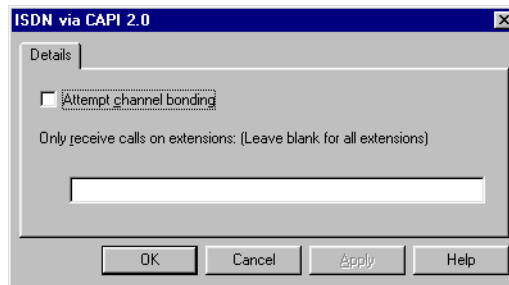 ISDN via CAPI 2.0
Details
Attempt channel bonding
Only receive calls on extensions: (Leave blank for all extensions)
OK Cancel Apply Help